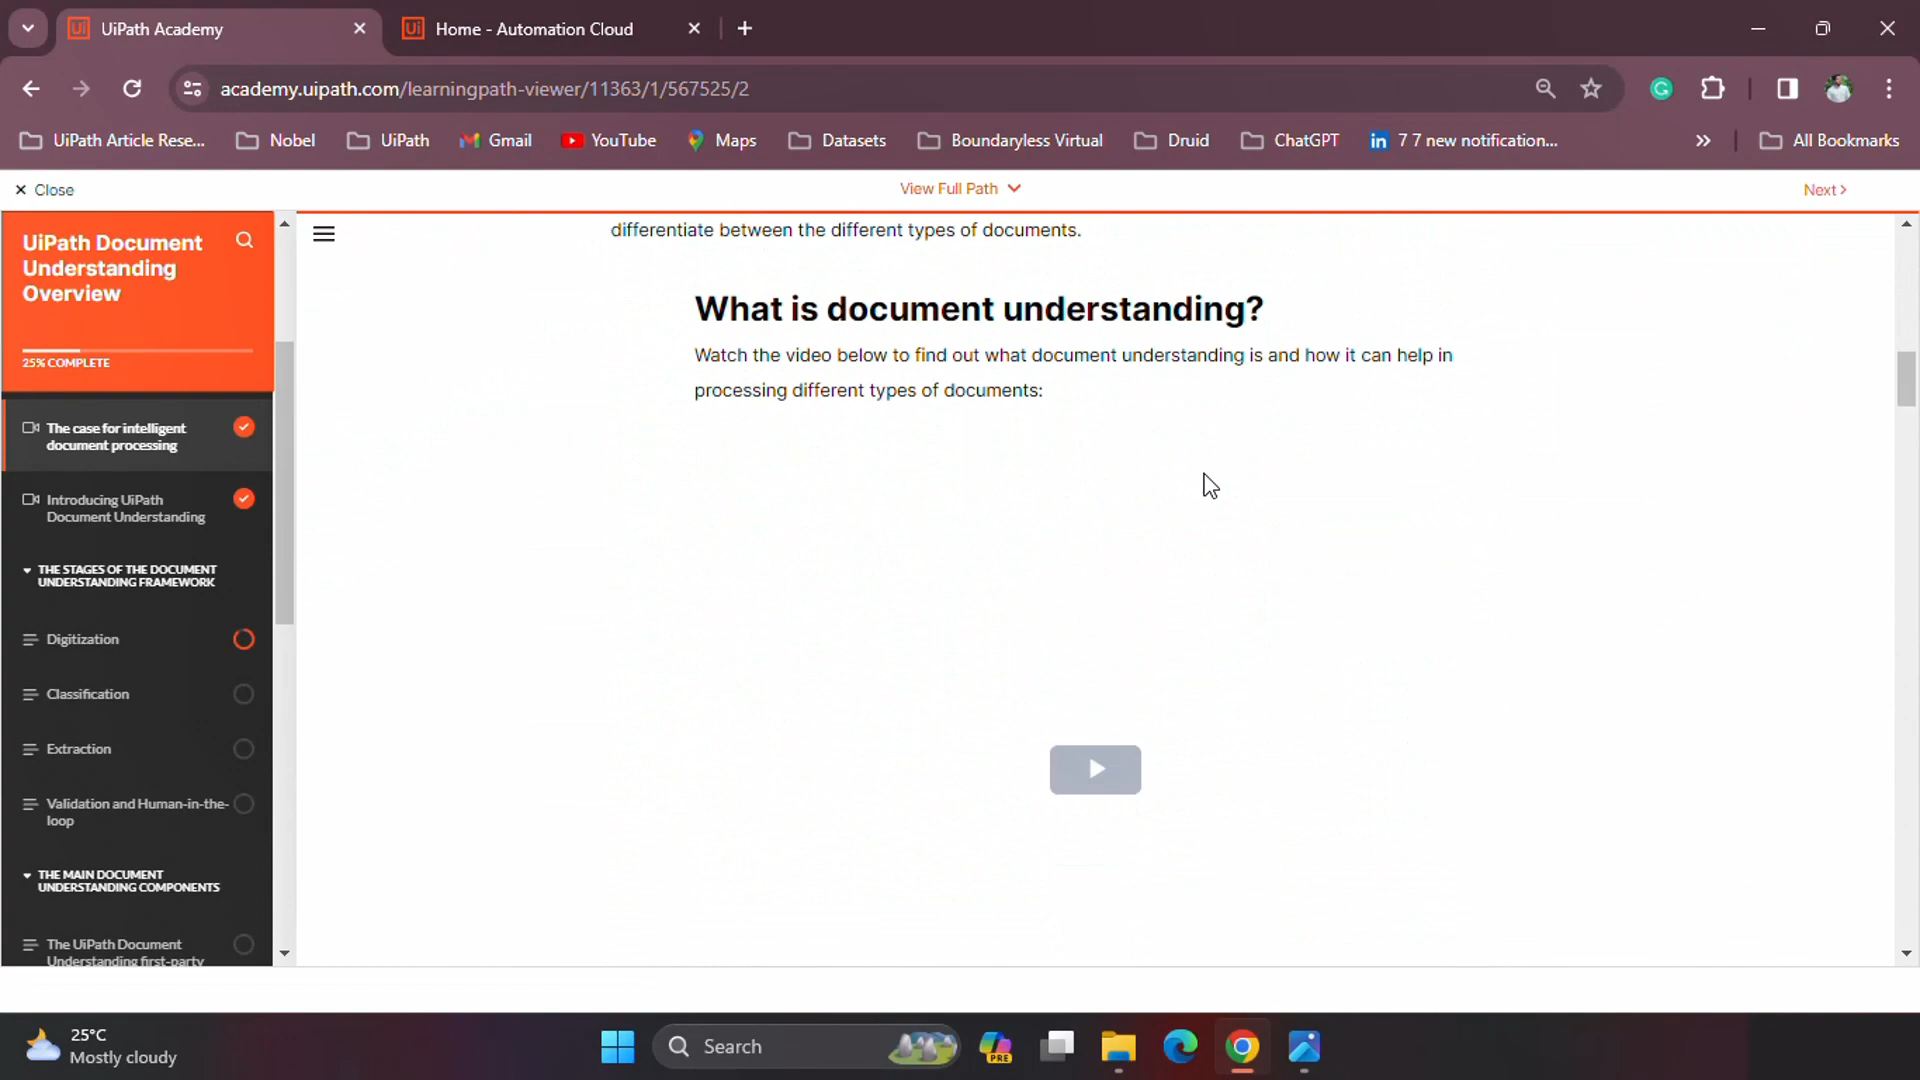 UiPath Academy
Home - Automation Cloud
academy.uipath.com/learningpath-viewer/11363/1/567525/2
UiPath Article Rese...
Nobel
UiPath
Gmail
YouTube
Maps
Datasets
Boundaryless Virtual
Druid
ChatGPT
7 7 new notification...
All Bookmarks
Close
View Full Path
Next
UiPath Document
Understanding
Overview
25% COMPLETE
The case for intelligent
document processing
Introducing UiPath
Document Understanding
THE STAGES OF THE DOCUMENT
UNDERSTANDING FRAMEWORK
Digitization
Classification
Extraction
Validation and Human-in-the-
loop
THE MAIN DOCUMENT
UNDERSTANDING COMPONENTS
The UiPath Document
Understanding first-party
differentiate between the different types of documents.
What is document understanding?
Watch the video below to find out what document understanding is and how it can help in
processing different types of documents:
25°C
Mostly cloudy
Search
PRE